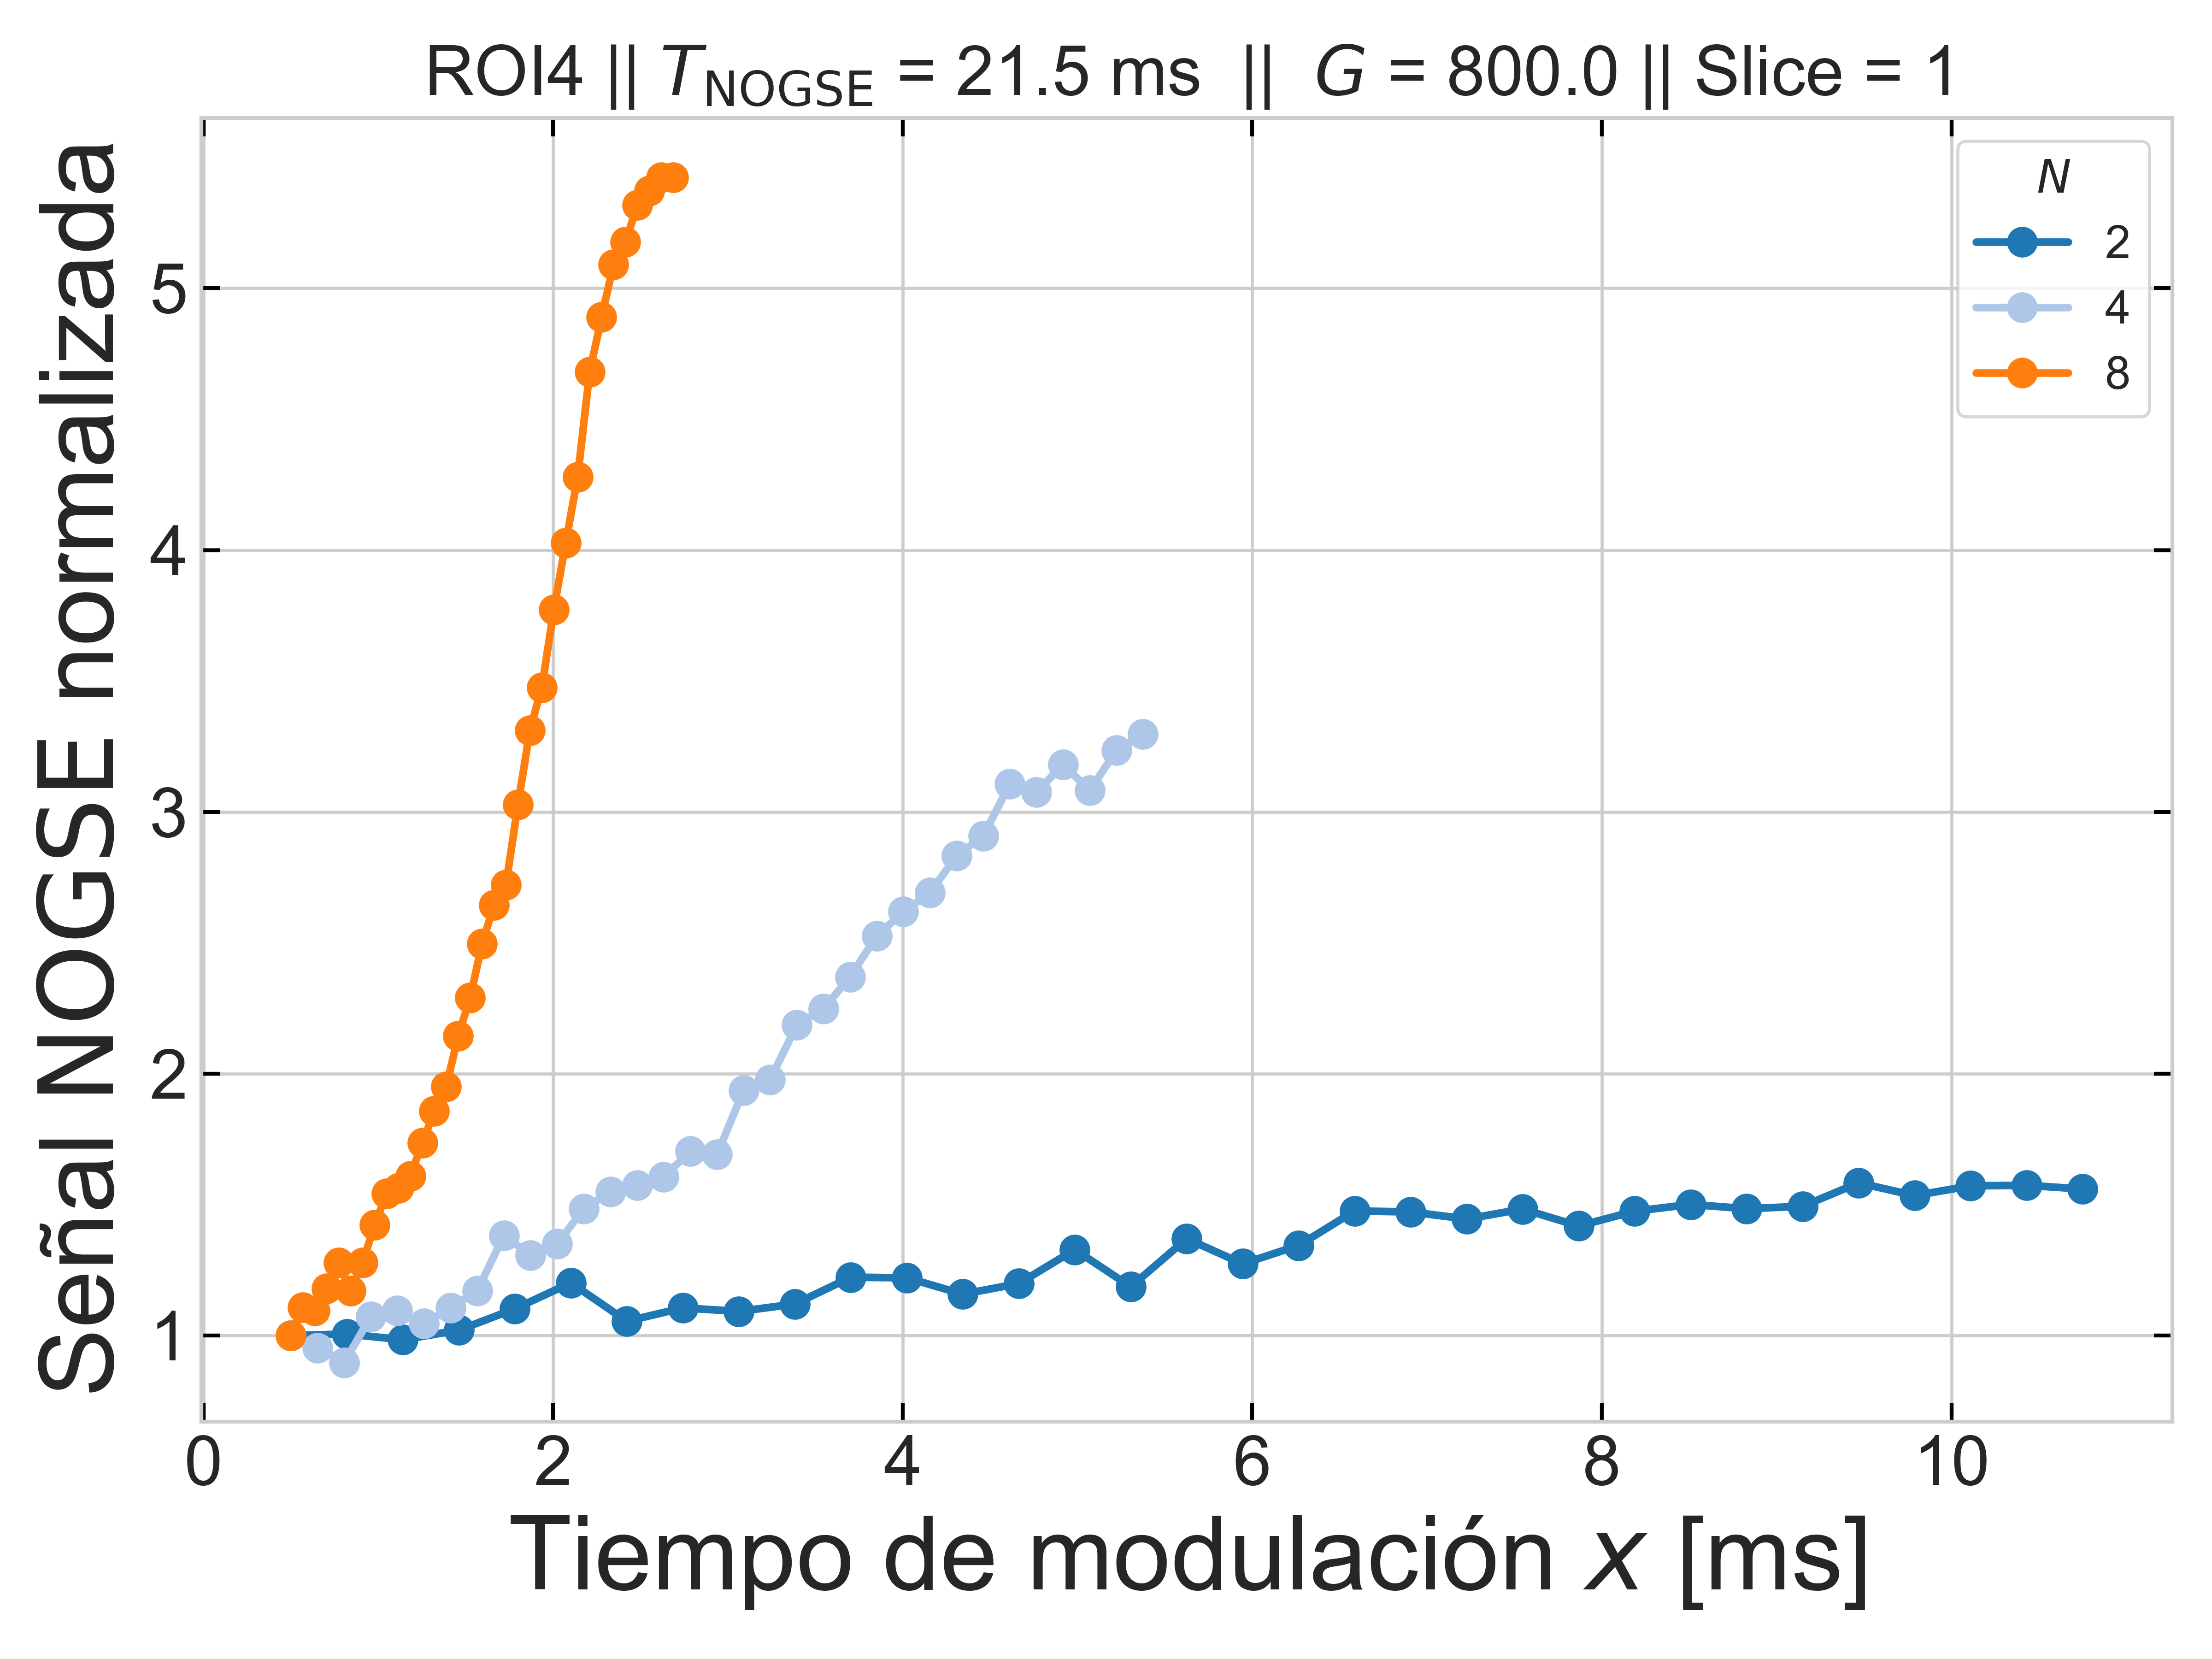 ROI4 || T_NOGSE = 21.5 ms || G = 800.0 || Slice = 1
Señal NOGSE normalizada
5
4
3
2
1
N
2
4
8
0 2 4 6 8 10
Tiempo de modulación x [ms]